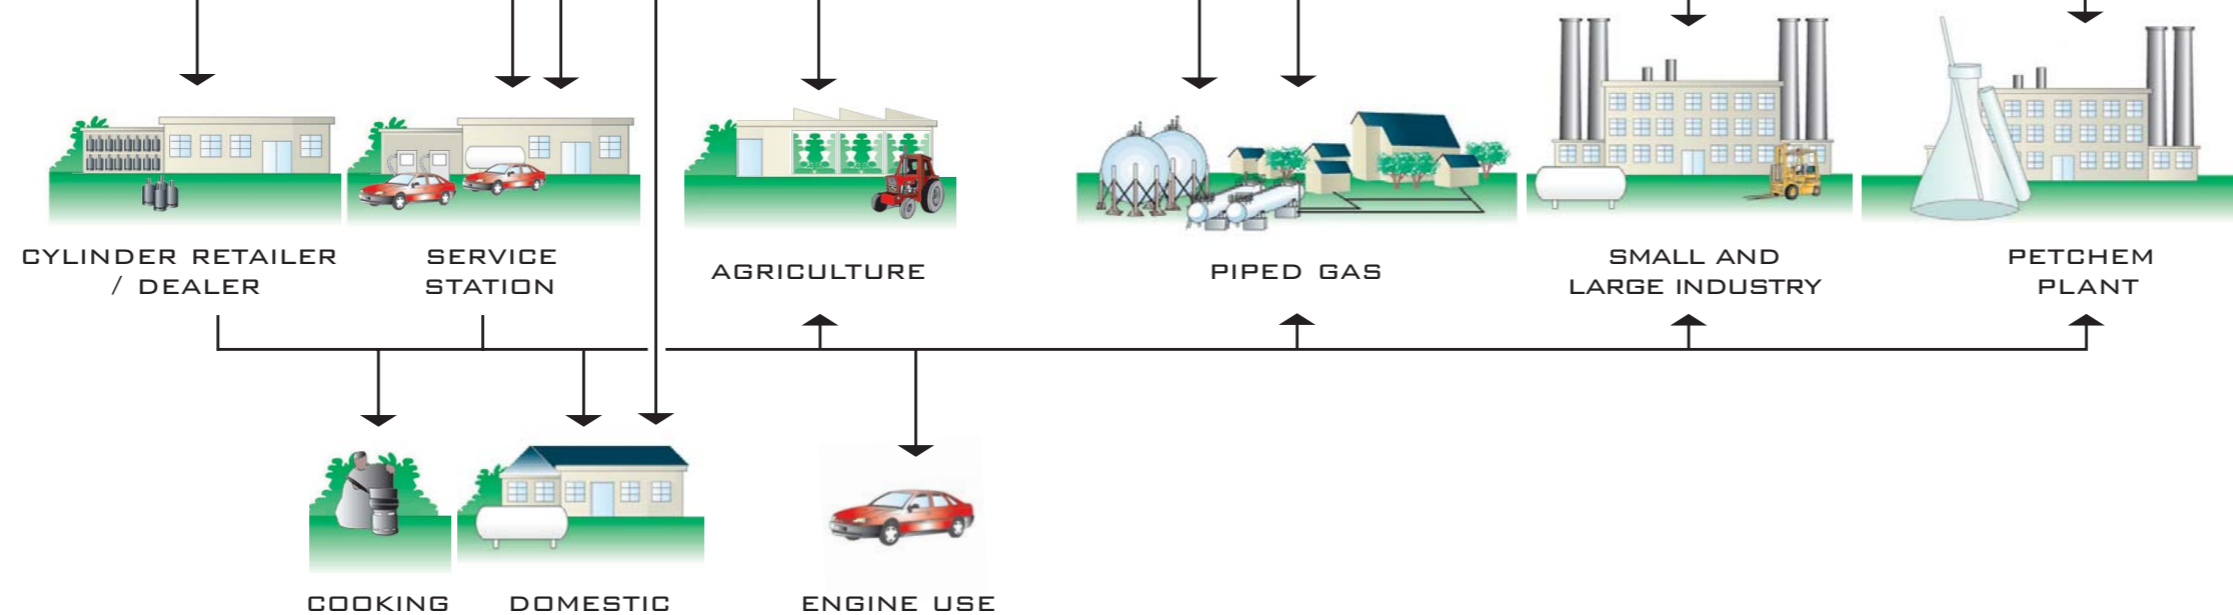 CYLINDER RETAILER
/ DEALER
SERVICE
STATION
AGRICULTURE
PIPED GAS
SMALL AND
LARGE INDUSTRY
PETCHEM
PLANT
COOKING
DOMESTIC
ENGINE USE